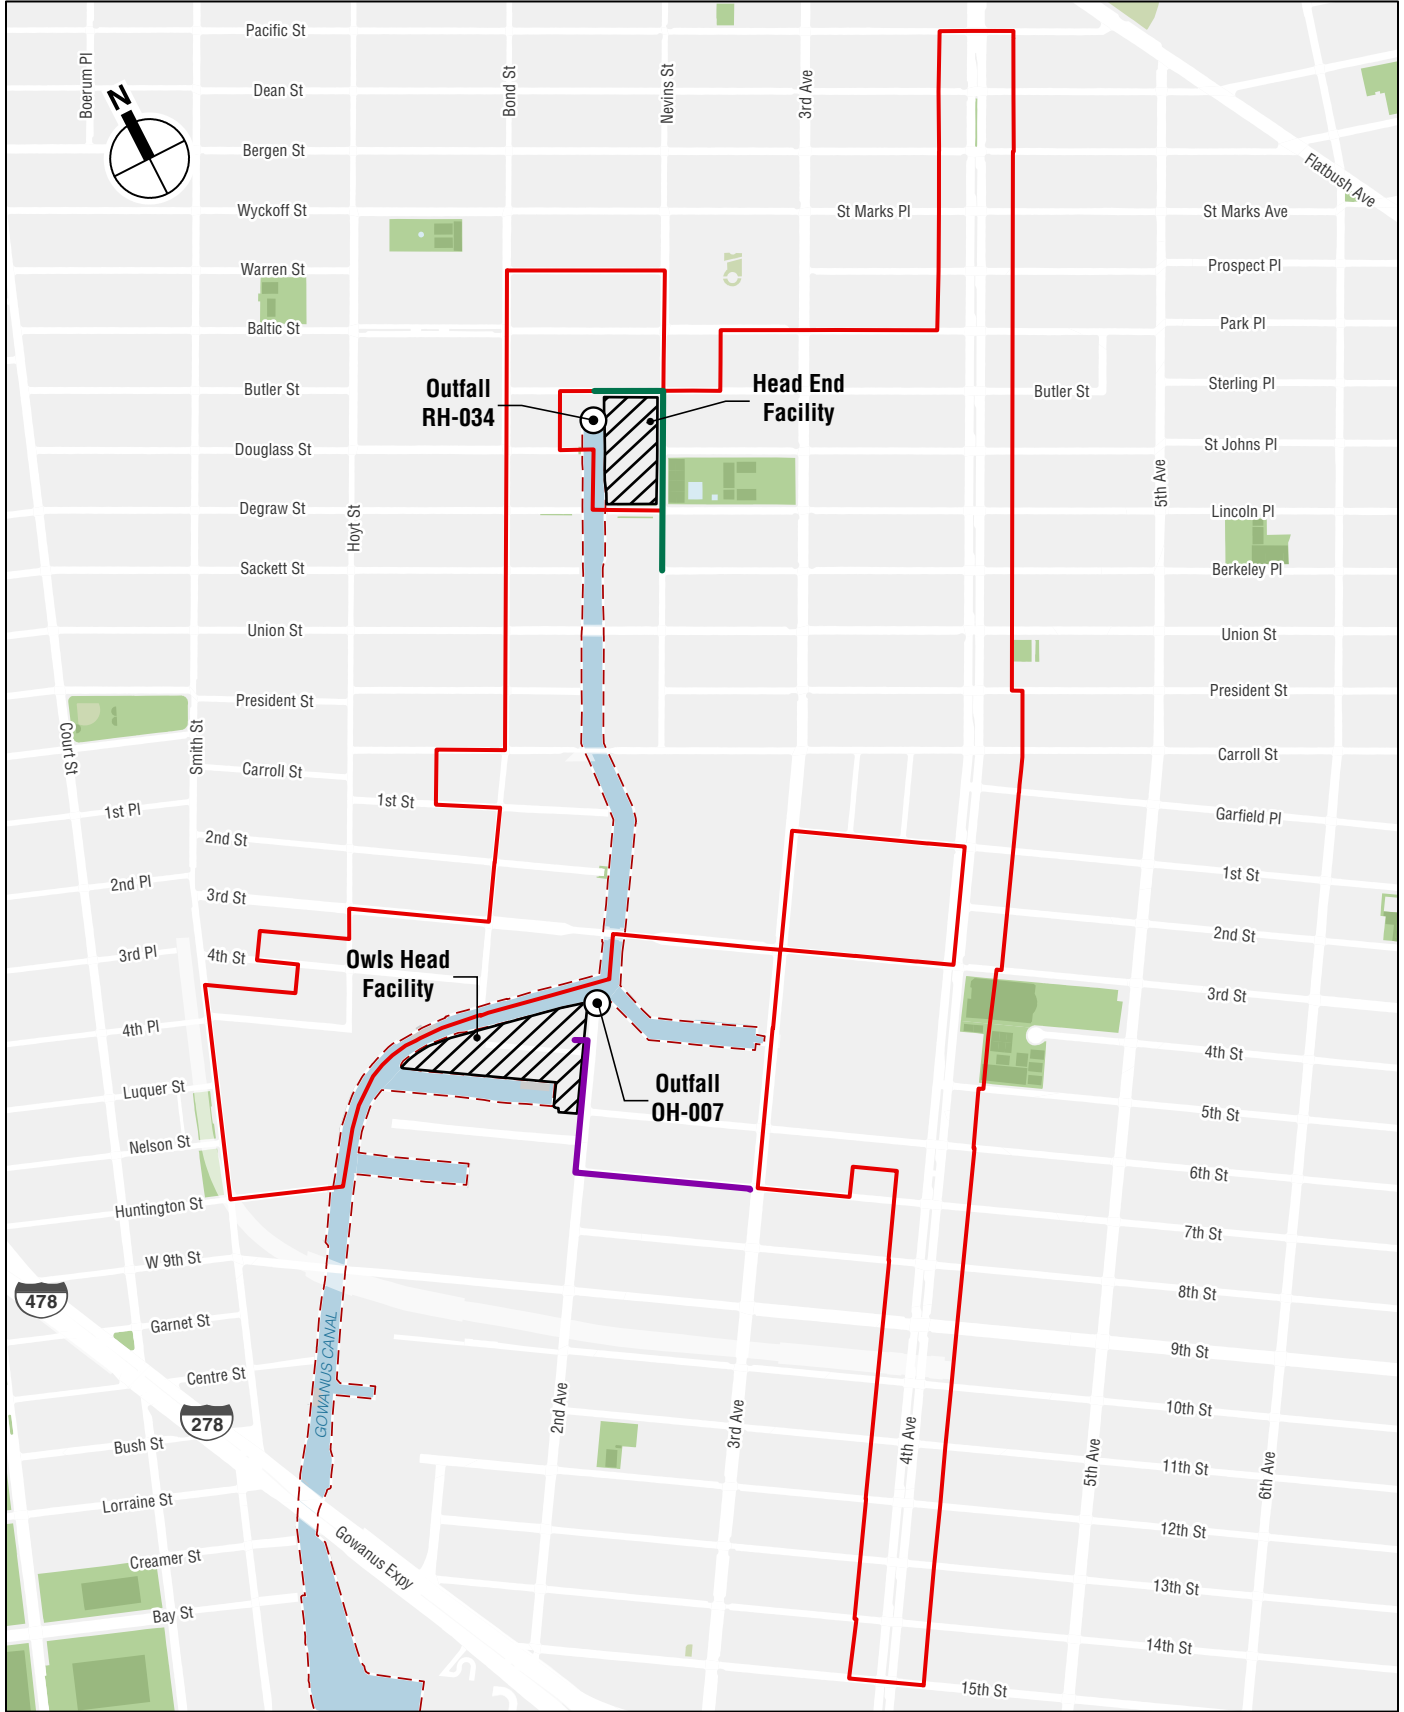 Pacific St
Boerum Pl
Dean St
Bond St
Nevins St
3rd Ave
N
Bergen St
Flatbush Ave
Wyckoff St
St Marks Pl
St Marks Ave
Warren St
Prospect Pl
Baltic St
Park Pl
Butler St
Outfall
RH-034
Head End
Facility
Butler St
Sterling Pl
Douglass St
St Johns Pl
5th Ave
Degraw St
Hoyt St
Lincoln Pl
Sackett St
Berkeley Pl
Union St
Union St
President St
President St
Court St
Smith St
Carroll St
Carroll St
1st Pl
1st St
Garfield Pl
2nd St
2nd Pl
1st St
3rd St
2nd St
3rd Pl
4th St
Owls Head
Facility
3rd St
4th Pl
4th St
Luquer St
Outfall
OH-007
5th St
Nelson St
6th St
Huntington St
7th St
W 9th St
478
8th St
Garnet St
GOWANUS CANAL
9th St
Centre St
278
2nd Ave
3rd Ave
4th Ave
10th St
Bush St
5th Ave
6th Ave
11th St
Lorraine St
12th St
Creamer St
Gowanus Expy
13th St
Bay St
14th St
15th St